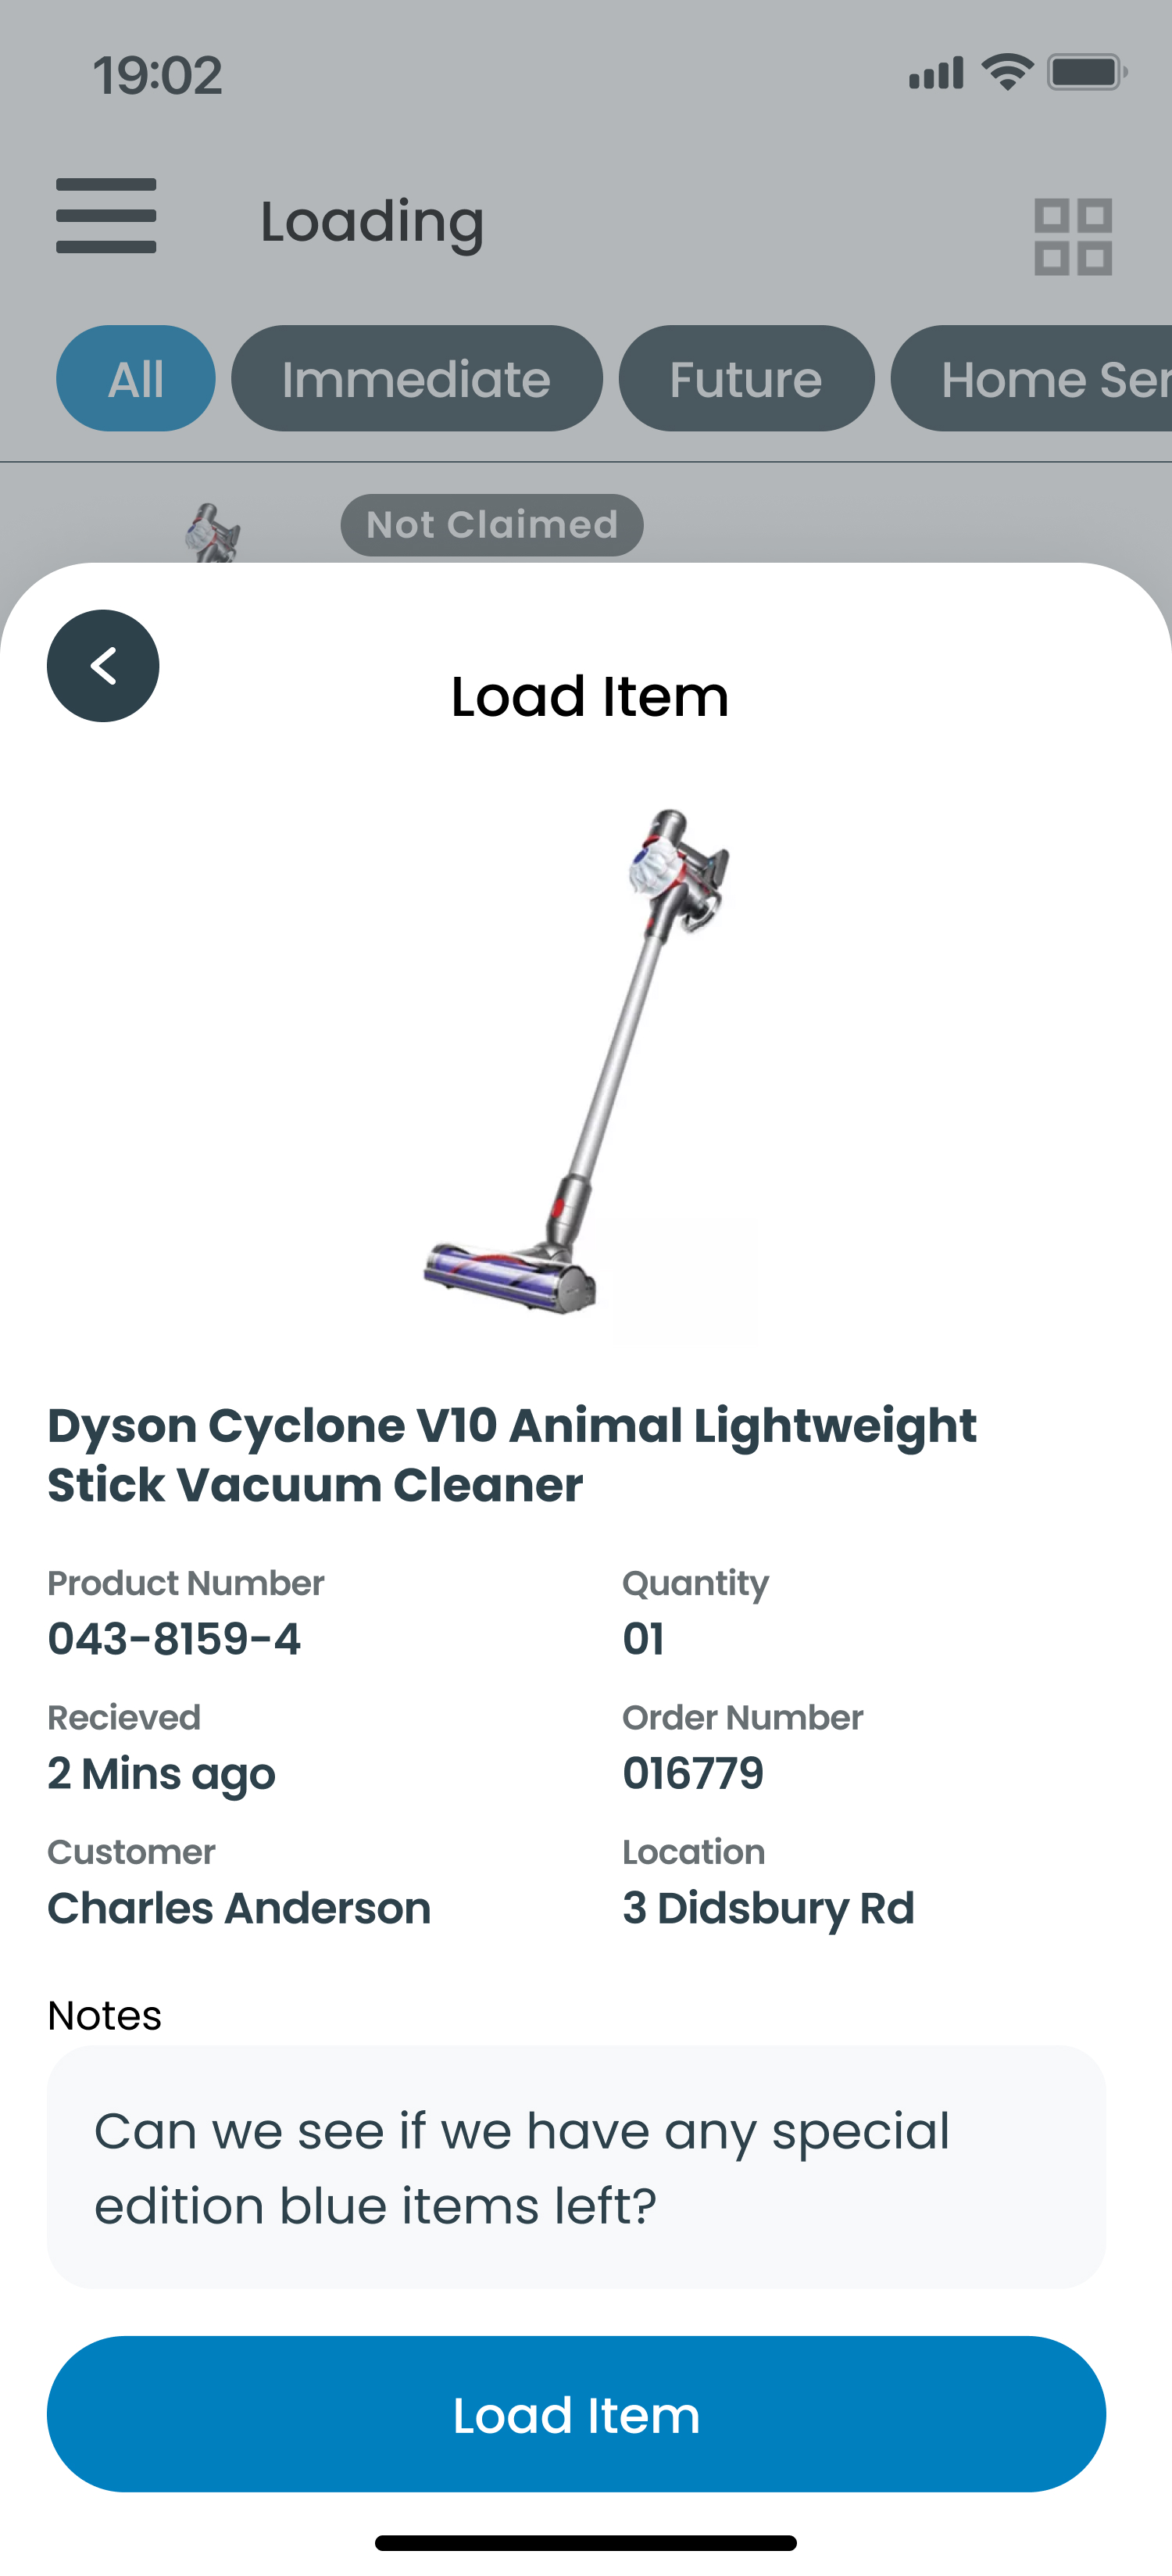 19:02
Loading
All
Immediate
Future
Home Ser
Not Claimed
Load Item
Dyson Cyclone V10 Animal Lightweight
Stick Vacuum Cleaner
Product Number
Quantity
043-8159-4
01
Recieved
Order Number
2 Mins ago
016779
Customer
Location
Charles Anderson
3 Didsbury Rd
Notes
Can we see if we have any special
edition blue items left?
Load Item